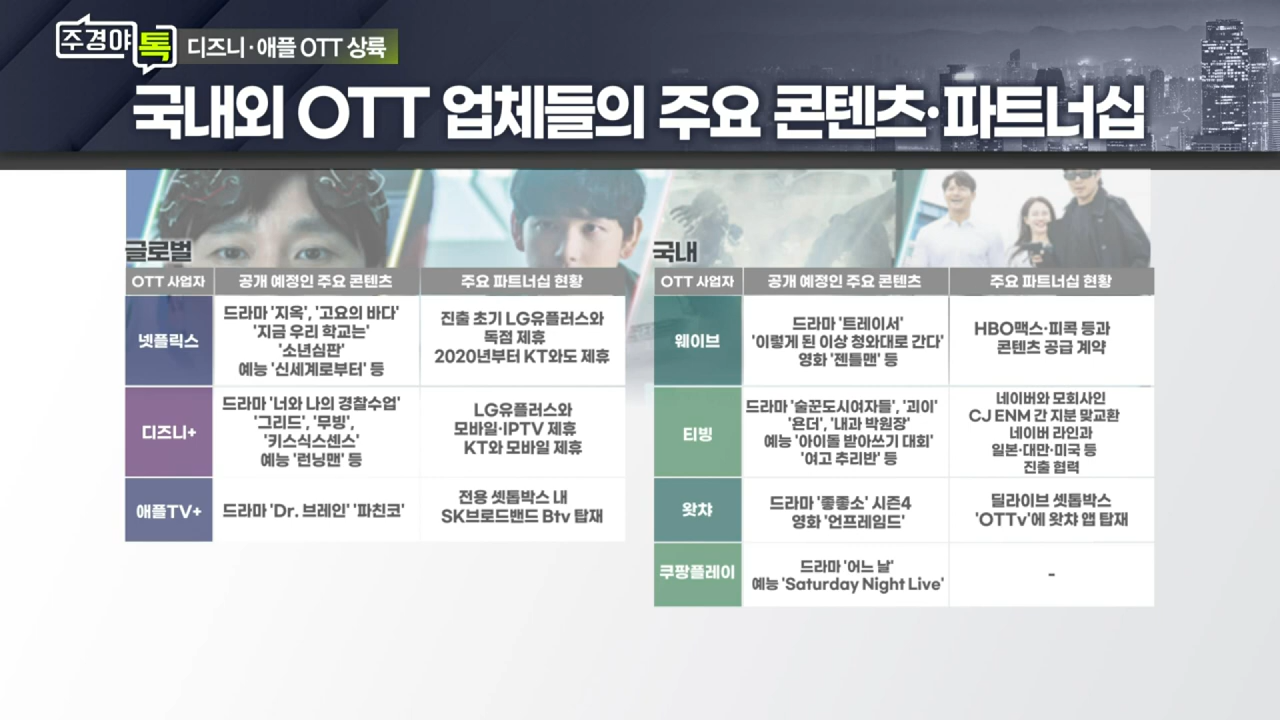 주경야톡
디즈니·애플 OTT 상륙
국내외 OTT 업체들의 주요 콘텐츠·파트너십
글로벌
OTT 사업자 공개 예정인 주요 콘텐츠 주요 파트너십 현황
넷플릭스
드라마 '지옥', '고요의 바다'
'지금 우리 학교는'
'소년심판'
예능 '신세계로부터' 등
진출 초기 LG유플러스와
독점 제휴
2020년부터 KT와도 제휴
디즈니+
드라마 '너와 나의 경찰수업'
'그리드', '무빙',
'키스식스센스'
예능 '런닝맨' 등
LG유플러스와
모바일·IPTV 제휴
KT와 모바일 제휴
애플TV+
드라마 'Dr. 브레인' '파친코'
전용 셋톱박스 내
SK브로드밴드 Btv 탑재
국내
OTT 사업자 공개 예정인 주요 콘텐츠 주요 파트너십 현황
웨이브
드라마 '트레이서'
'이렇게 된 이상 청와대로 간다'
영화 '젠틀맨' 등
HBO맥스·피콕 등과
콘텐츠 공급 계약
티빙
드라마 '술꾼도시여자들', '괴이'
'욘더', '내과 박원장'
예능 '아이돌 받아쓰기 대회'
'여고 추리반' 등
네이버와 모회사인
CJ ENM 간 지분 맞교환
네이버 라인과
일본·대만·미국 등
진출 협력
왓챠
드라마 '좋좋소' 시즌4
영화 '언프레임드'
딜라이브 셋톱박스
'OTTv'에 왓챠 앱 탑재
쿠팡플레이
드라마 '어느 날'
예능 'Saturday Night Live'
-